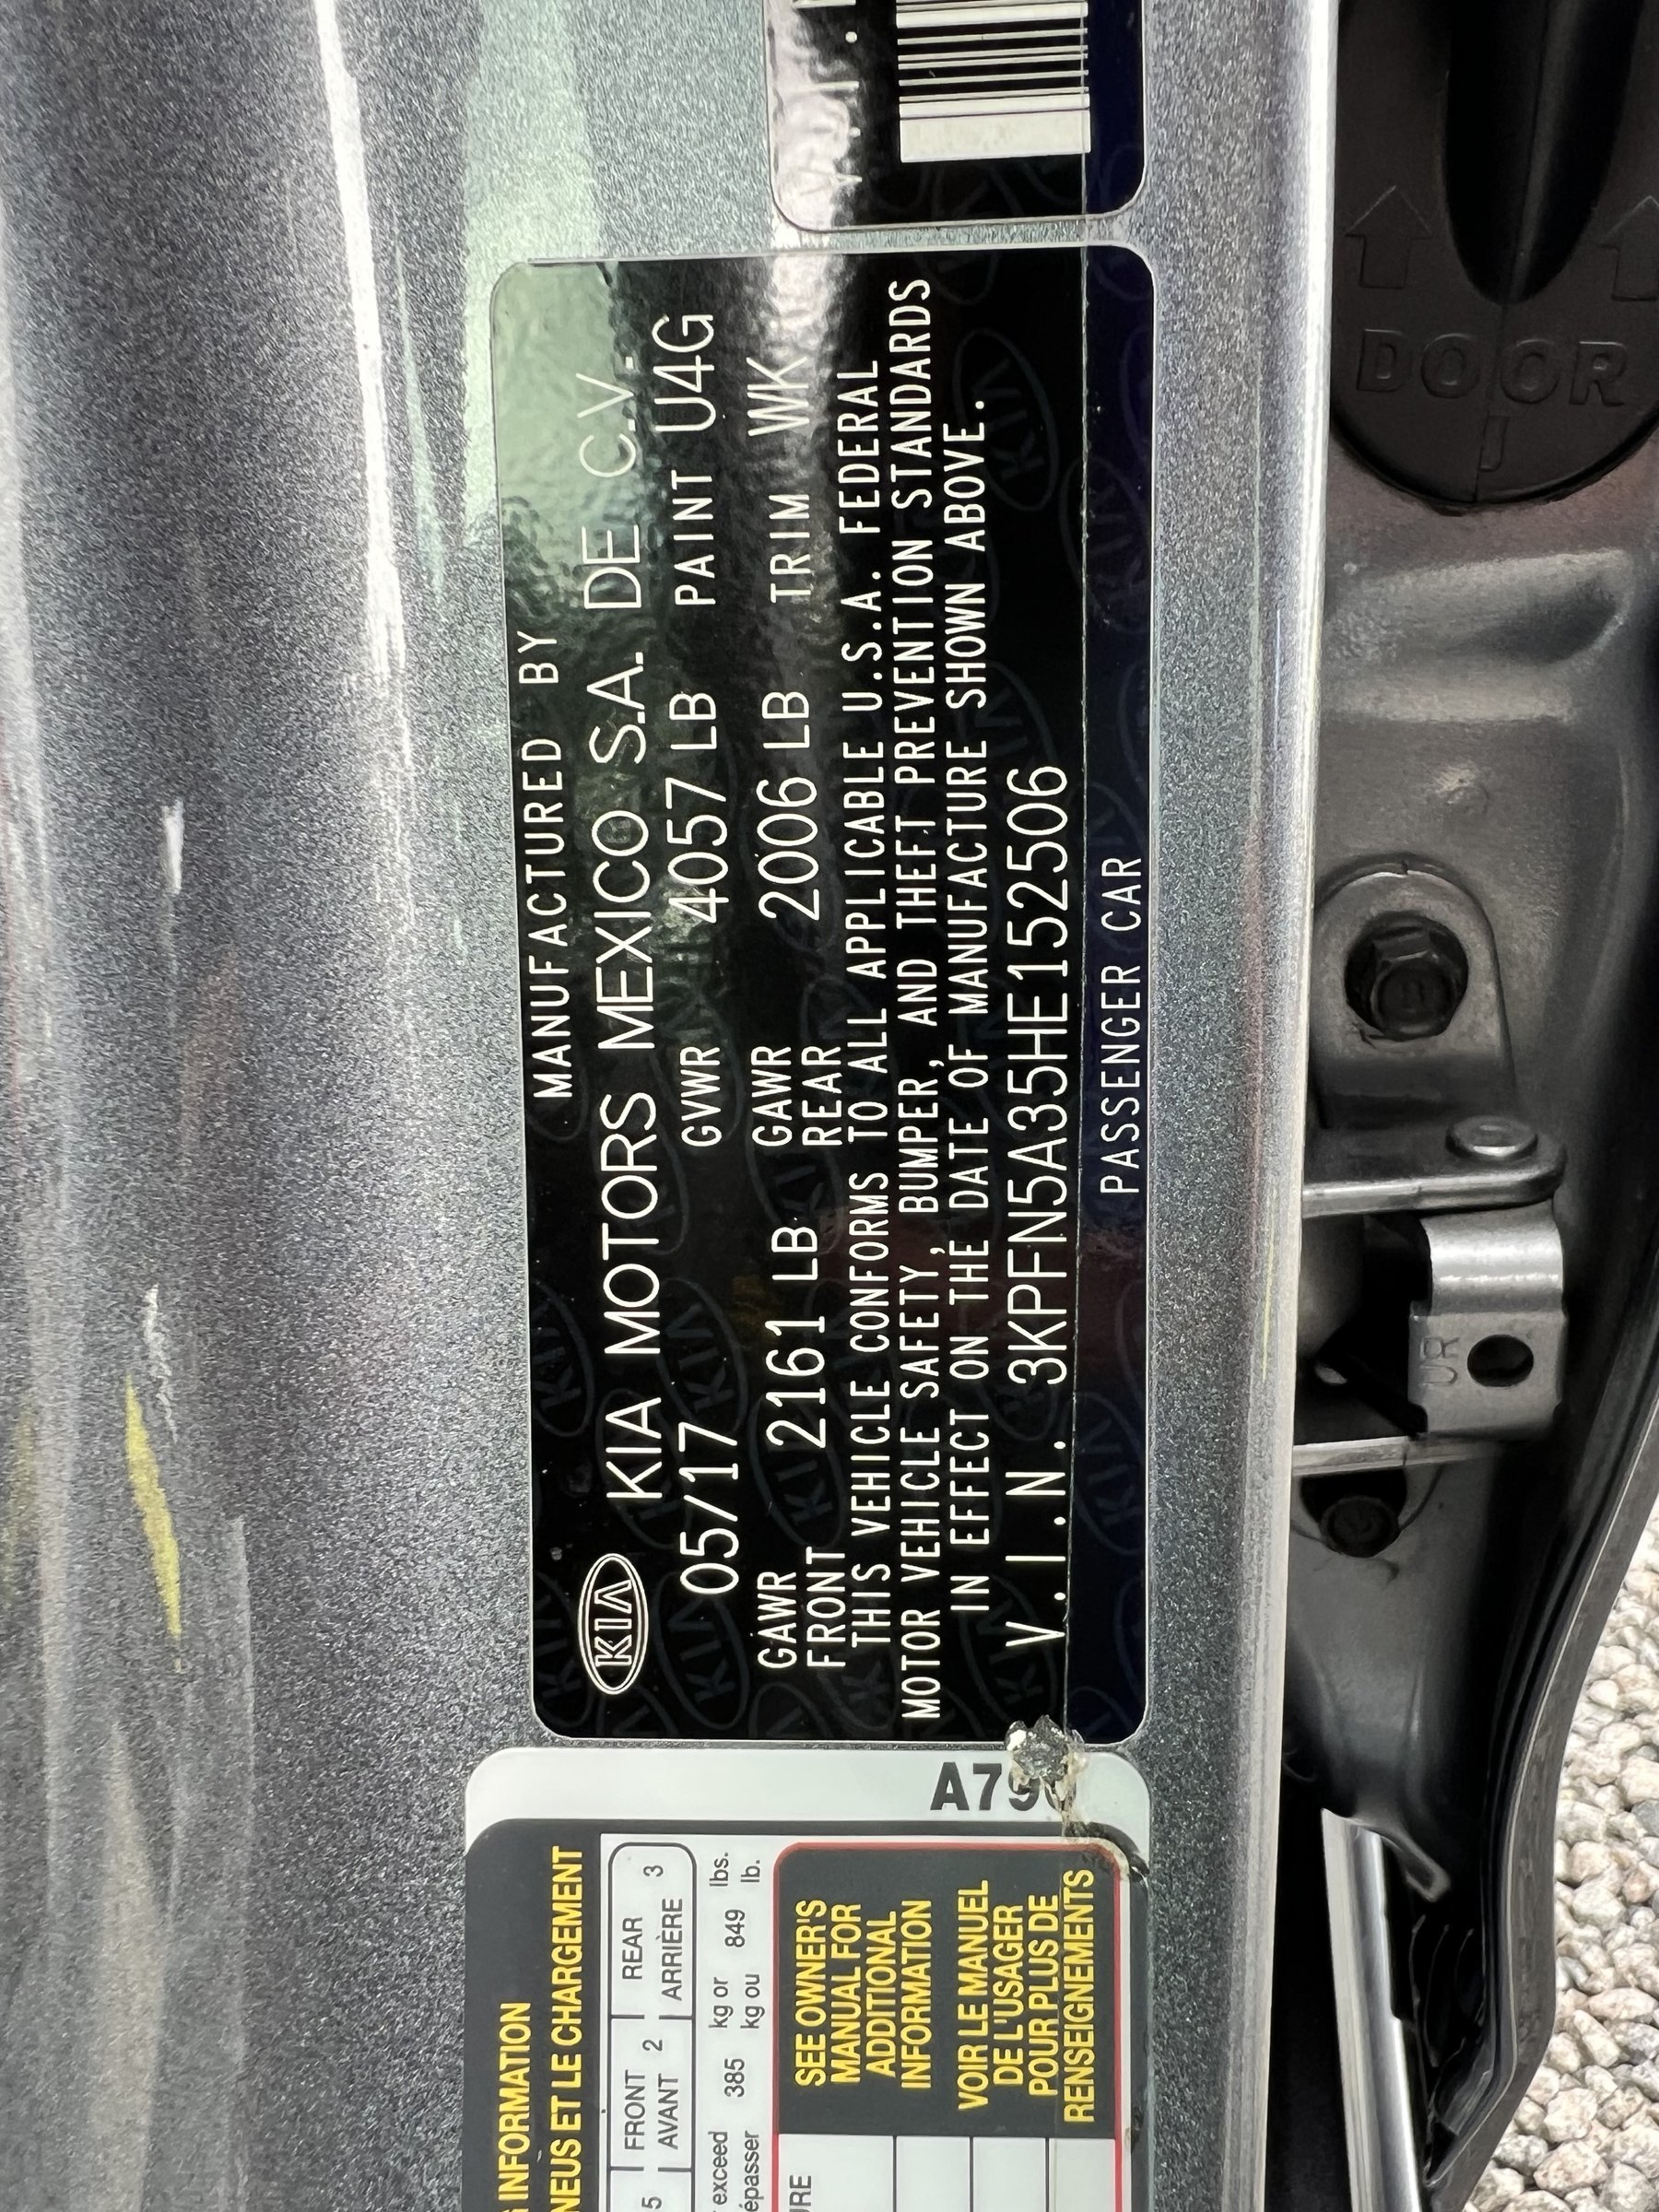 MANUFACTURED BY
KIA KIA MOTORS MEXICO S.A. DE C.V.
05/17 GVWR 4057 LB PAINT U4G
GAWR FRONT 2161 LB GAWR REAR 2006 LB TRIM WK
THIS VEHICLE CONFORMS TO ALL APPLICABLE U.S.A. FEDERAL
MOTOR VEHICLE SAFETY, BUMPER, AND THEFT PREVENTION STANDARDS
IN EFFECT ON THE DATE OF MANUFACTURE SHOWN ABOVE.
V.I.N. 3KPFN5A35HE152506
PASSENGER CAR
A79
INFORMATION
ET LE CHARGEMENT
5 FRONT AVANT 2 REAR ARRIÈRE 3
exceed 385 kg or 849 lbs.
kg ou lb.
SEE OWNER'S
MANUAL FOR
ADDITIONAL
INFORMATION
VOIR LE MANUEL
DE L'USAGER
POUR PLUS DE
RENSEIGNEMENTS
DOOR
UR